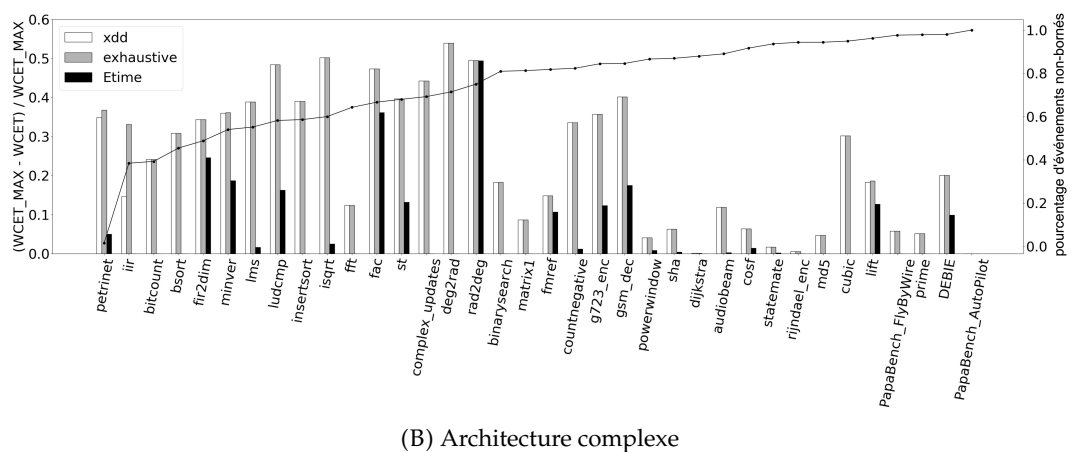 0.6
0.5
0.4
0.3
0.2
0.1
0.0
(WCET_MAX - WCET) / WCET_MAX
xdd
exhaustive
Etime
1.0
0.8
0.6
0.4
0.2
0.0
pourcentage d'événements non-bornés
petrinet
iir
bitcount
bsort
fir2dim
minver
lms
ludcmp
insertsort
isqrt
fft
fac
st
complex_updates
deg2rad
rad2deg
binarysearch
matrix1
fmref
countnegative
g723_enc
gsm_dec
powerwindow
sha
dijkstra
audiobeam
cosf
statemate
rijndael_enc
md5
cubic
lift
PapaBench_FlyByWire
prime
DEBIE
PapaBench_AutoPilot
(B) Architecture complexe